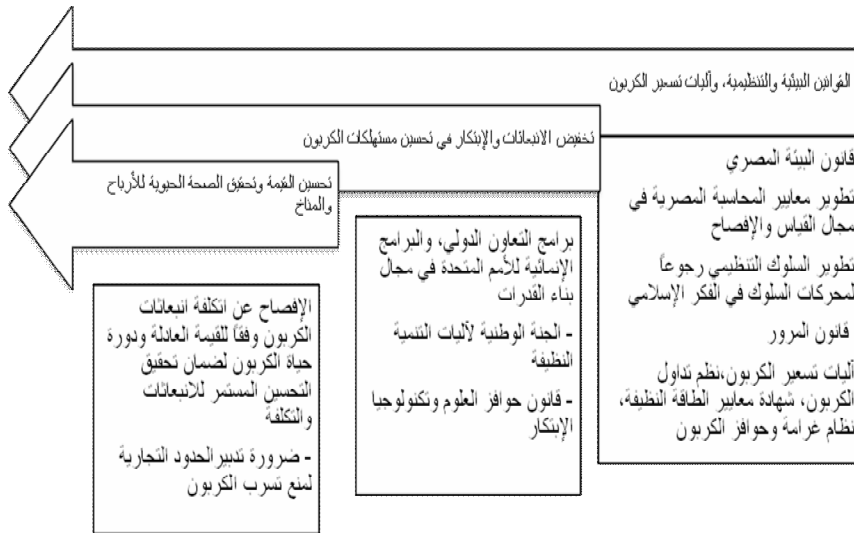 القوانين البيئية والتنظيمية، وأليات تسعير الكربون
تخفيض الانبعاثات والإبتكار في تحسين مستهلكات الكربون
تحسين القيمة وتحقيق الصحة الحيوية للأرباح
والمناخ
قانون البيئة المصري
تطوير معايير المحاسبة المصرية في
مجال القياس والإفصاح
تطوير السلوك التنظيمي رجوعاً
لمحركات السلوك في الفكر الإسلامي
قانون المرور
أليات تسعير الكربون،نظم تداول
الكربون، شهادة معايير الطاقة النظيفة،
نظام غرامة وحوافز الكربون
برامج التعاون الدولي، والبرامج
الإنمائية للأمم المتحدة في مجال
بناء القدرات
- الجنة الوطنية لأليات التنمية
النظيفة
- قانون حوافز العلوم وتكنولوجيا
الإبتكار
الإفصاح عن اتكلفة انبعاثات
الكربون وفقاً للقيمة العادلة ودورة
حياة الكربون لضمان تحقيق
التحسين المستمر للانبعاثات
والتكلفة
- ضرورة تدبير الحدود التجارية
لمنع تسرب الكربون